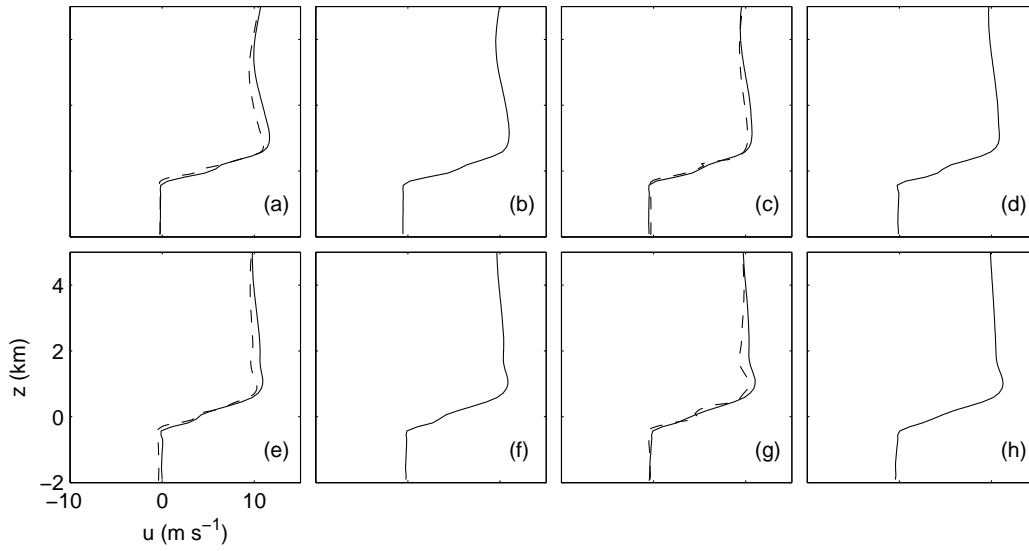 (a) (b) (c) (d)
4
2
z (km)
0
(e) (f) (g) (h)
−2
−10 0 10
u (m s⁻¹)